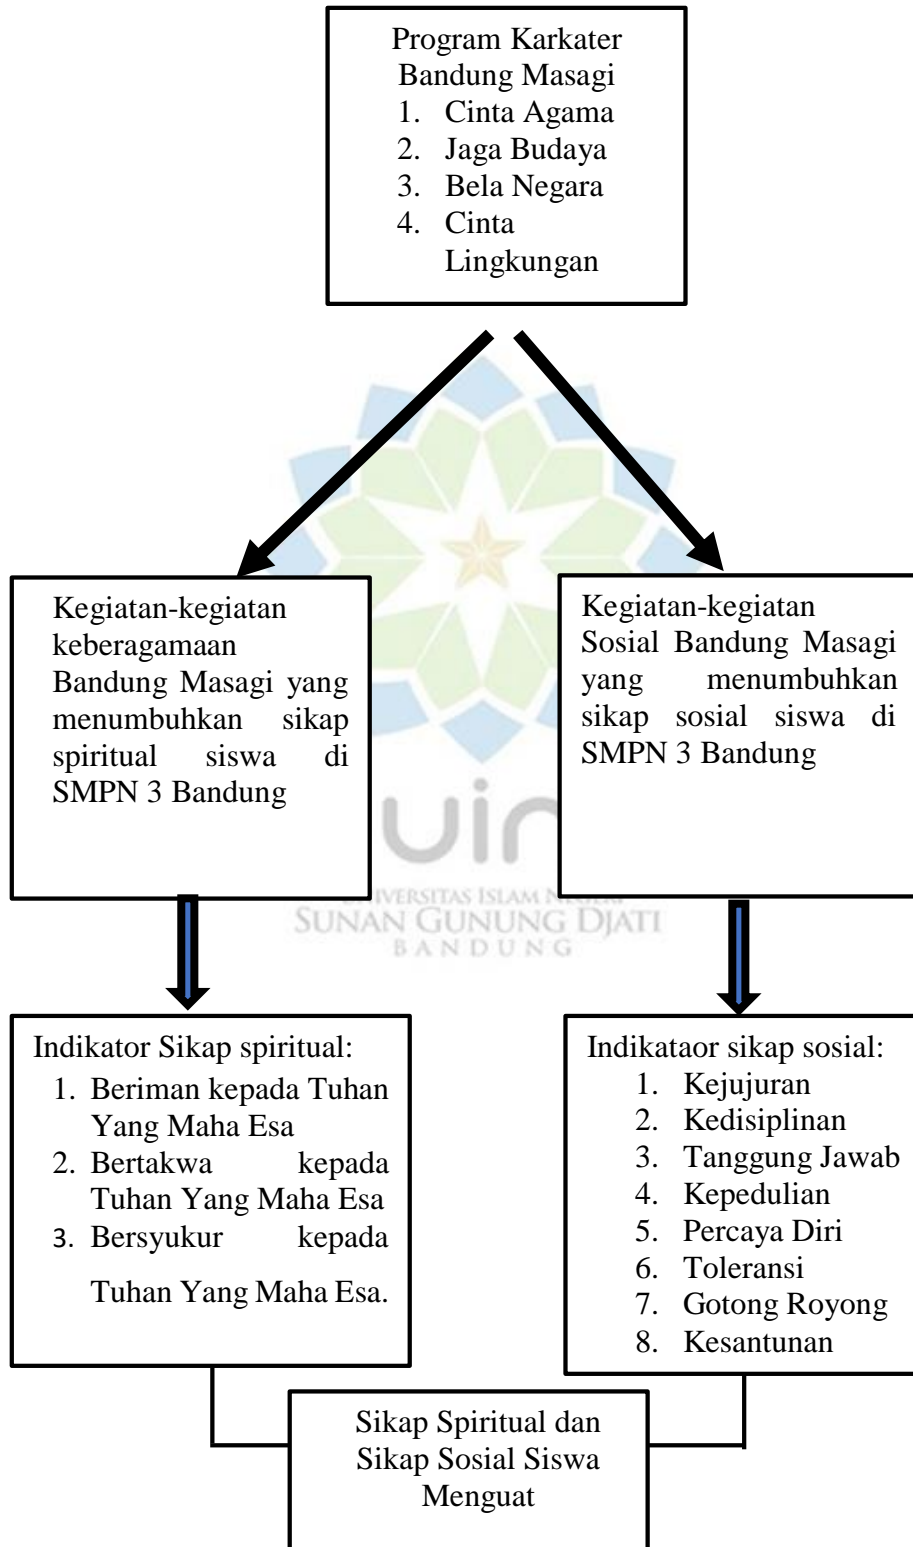 Program Karkater
Bandung Masagi
1. Cinta Agama
2. Jaga Budaya
3. Bela Negara
4. Cinta
Lingkungan
Kegiatan-kegiatan
keberagamaan
Bandung Masagi yang
menumbuhkan sikap
spiritual siswa di
SMPN 3 Bandung
Kegiatan-kegiatan
Sosial Bandung Masagi
yang menumbuhkan
sikap sosial siswa di
SMPN 3 Bandung
uin
UNIVERSITAS ISLAM NEGERI
SUNAN GUNUNG DJATI
BANDUNG
Indikator Sikap spiritual:
1. Beriman kepada Tuhan
Yang Maha Esa
2. Bertakwa kepada
Tuhan Yang Maha Esa
3. Bersyukur kepada
Tuhan Yang Maha Esa.
Indikataor sikap sosial:
1. Kejujuran
2. Kedisiplinan
3. Tanggung Jawab
4. Kepedulian
5. Percaya Diri
6. Toleransi
7. Gotong Royong
8. Kesantunan
Sikap Spiritual dan
Sikap Sosial Siswa
Menguat